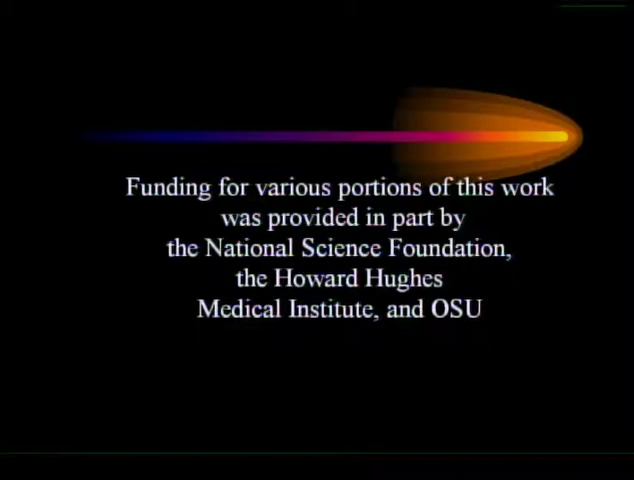 Funding for various portions of this work
was provided in part by
the National Science Foundation,
the Howard Hughes
Medical Institute, and OSU